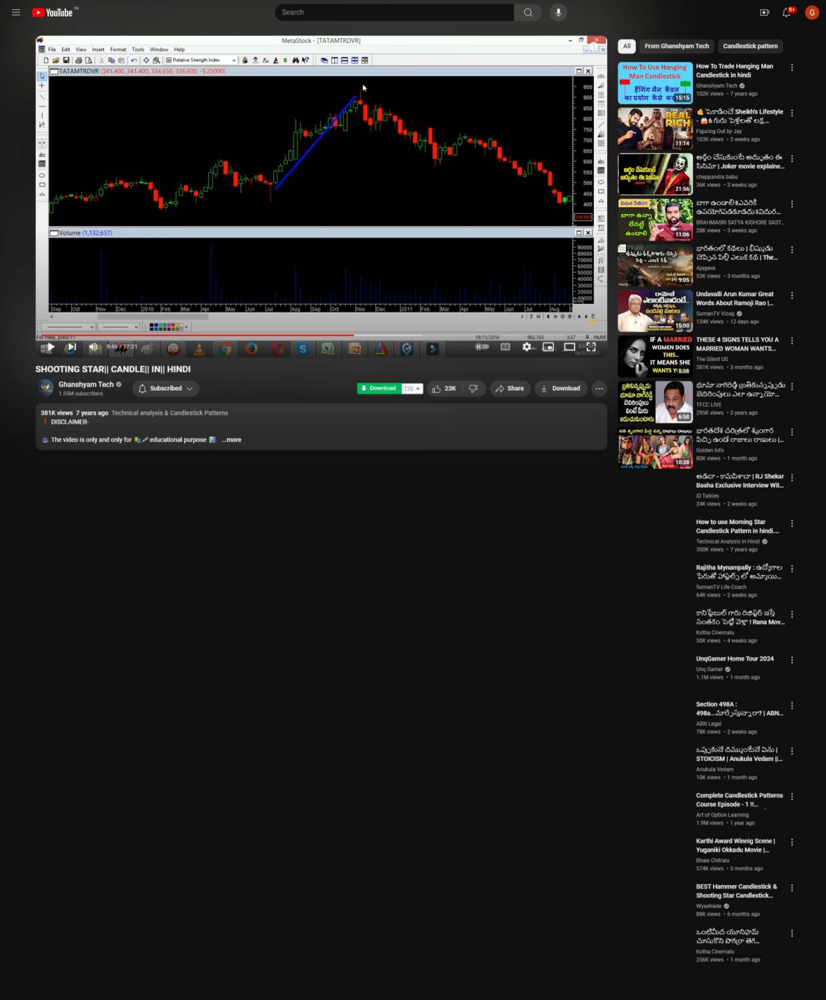 YouTube IN
Search
9+
G
MetaStock - [TATAMTRDVR]
File Edit View Insert Format Tools Window Help
Relative Strength Index
TATAMTRDVR (341.400, 341.400, 334.650, 336.600, -5.25000)
950
900
850
800
750
700
650
600
550
500
450
400
Volume (1,132,657)
90000
80000
70000
60000
50000
40000
30000
20000
10000
x100
Sep Oct Nov Dec 2010 Feb Mar Apr May Jun Jul Aug Sep Oct Nov Dec 2011 Feb Mar Apr May Jun Jul Aug S
For Help, press F1
19/11/2010 962.103 3:37 $ NUM
9:46 / 17:31
04/02/2017
SHOOTING STAR|| CANDLE|| IN|| HINDI
Ghanshyam Tech
1.55M subscribers
Subscribed
Download 720
23K
Share
Download
381K views 7 years ago Technical analysis & Candlestick Patterns
❗ DISCLAIMER-
The video is only and only for educational purpose ...more
All
From Ghanshyam Tech
Candlestick pattern
How To Use Hanging
Man Candlestick
हैंगिंग मैन कैंडल
का प्रयोग कैसे
15:15
How To Trade Hanging Man
Candlestick in hindi
Ghanshyam Tech
102K views • 7 years ago
THE
REAL
RICH
11:14
షెకాడించే Sheikh's Lifestyle
- 😱6 గురు పెళ్లలతో లక్ష...
Figuring Out by Jay
103K views • 3 weeks ago
అర్థం చేసుకుంటే
అద్భుతం ఈ సినిమా
JOKER
21:56
అర్థం చేసుకుంటే అద్భుతం ఈ
సినిమా | Joker movie explaine...
cheppandra babu
36K views • 3 weeks ago
విదుర నీతి20
బాగా ఉన్నా
లేనట్టే
ఉండాలి
11:06
బాగా ఉండాలి॥ఎవరికీ
ఉపయోగపడకూడదు॥విదుర...
BRAHMASRI SATYA KISHORE SAST...
28K views • 3 weeks ago
భీష్ముడు ధర్మరాజుకు చెప్పిన
పిల్లి - ఎలుక కథ
9:05
భారతంలో కథలు | భీష్ముడు
చెప్పిన పిల్లి ఎలుక కథ | The...
Ajagava
53K views • 3 months ago
రామోజీ
ఎలాంటివాడంటే..
15:00
Undavalli Arun Kumar Great
Words About Ramoji Rao |...
SumanTV Vizag
134K views • 12 days ago
IF A MARRIED
WOMEN DOES
THIS..
IT MEANS SHE
WANTS
5:38
THESE 4 SIGNS TELLS YOU A
MARRIED WOMAN WANTS...
The Silent US
581K views • 3 months ago
బ్రతికున్నప్పుడు
భూమా నాగిరెడ్డి
బెదిరింపులు
వింటే మీరు
జడుచుకుంటారు
6:58
భూమా నాగిరెడ్డి బ్రతికున్నప్పుడు
బెదిరింపులు ఎలా ఉన్నాయో...
TFCC LIVE
295K views • 3 years ago
అతి శృంగార పిచ్చి ఉన్న రాజులు రాణులు
10:38
భారతదేశ చరిత్రలో శృంగార
పిచ్చి ఉండే రాజులు రాణులు |...
Golden Info
80K views • 1 month ago
ఆడదా - కామపిశాచా | RJ Shekar
Basha Exclusive Interview Wit...
iD Talkies
24K views • 2 weeks ago
How to use Morning Star
Candlestick Pattern in hindi....
Technical Analysis in Hindi
300K views • 7 years ago
Rajitha Mynampally : ఉద్యోగాల
పేరుతో హాస్టల్స్ లో అమ్మాయి...
SumanTV Life Coach
64K views • 2 weeks ago
కానిస్టేబుల్ గారు రిజిస్టర్ ఇస్తే
సంతకం పెట్టి వెళ్తా ! Rana Mov...
Kotha Cinemalu
50K views • 4 weeks ago
UnqGamer Home Tour 2024
Unq Gamer
1.1M views • 1 month ago
Section 498A :
498a...మార్చేస్తున్నారా? | ABN...
ABN Legal
78K views • 2 weeks ago
ఒప్పుకునే దమ్ముంటేనే విను |
STOICISM | Anukula Vedam ||...
Anukula Vedam
10K views • 1 month ago
Complete Candlestick Patterns
Course Episode - 1 !!...
Art of Option Learning
1.9M views • 1 year ago
Karthi Award Winnig Scene |
Yuganiki Okkadu Movie |...
Bhale Chitralu
574K views • 5 months ago
BEST Hammer Candlestick &
Shooting Star Candlestick...
Wysetrade
88K views • 6 months ago
ఒంటిమీద యూనిఫామ్
చూసుకొని పొగర్రా తెగ...
Kotha Cinemalu
256K views • 1 month ago